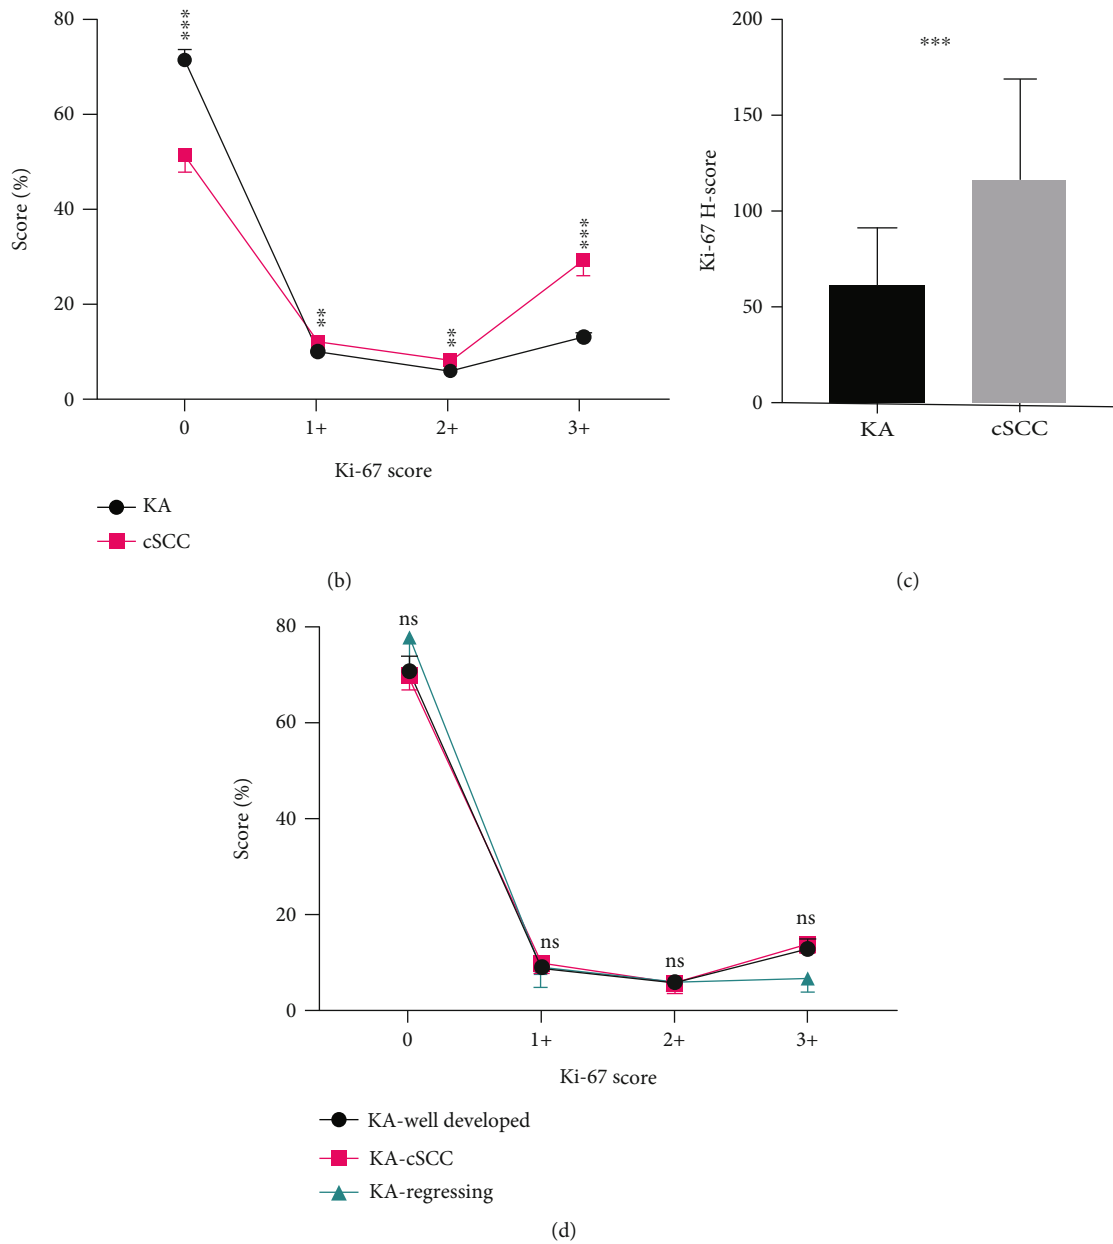 80
60
40
20
0
Score (%)
***
**
**
***
0
1+
2+
3+
Ki-67 score
KA
cSCC
(b)
200
150
100
50
0
Ki-67 H-score
***
KA
cSCC
(c)
80
60
40
20
0
Score (%)
ns
ns
ns
ns
0
1+
2+
3+
Ki-67 score
KA-well developed
KA-cSCC
KA-regressing
(d)